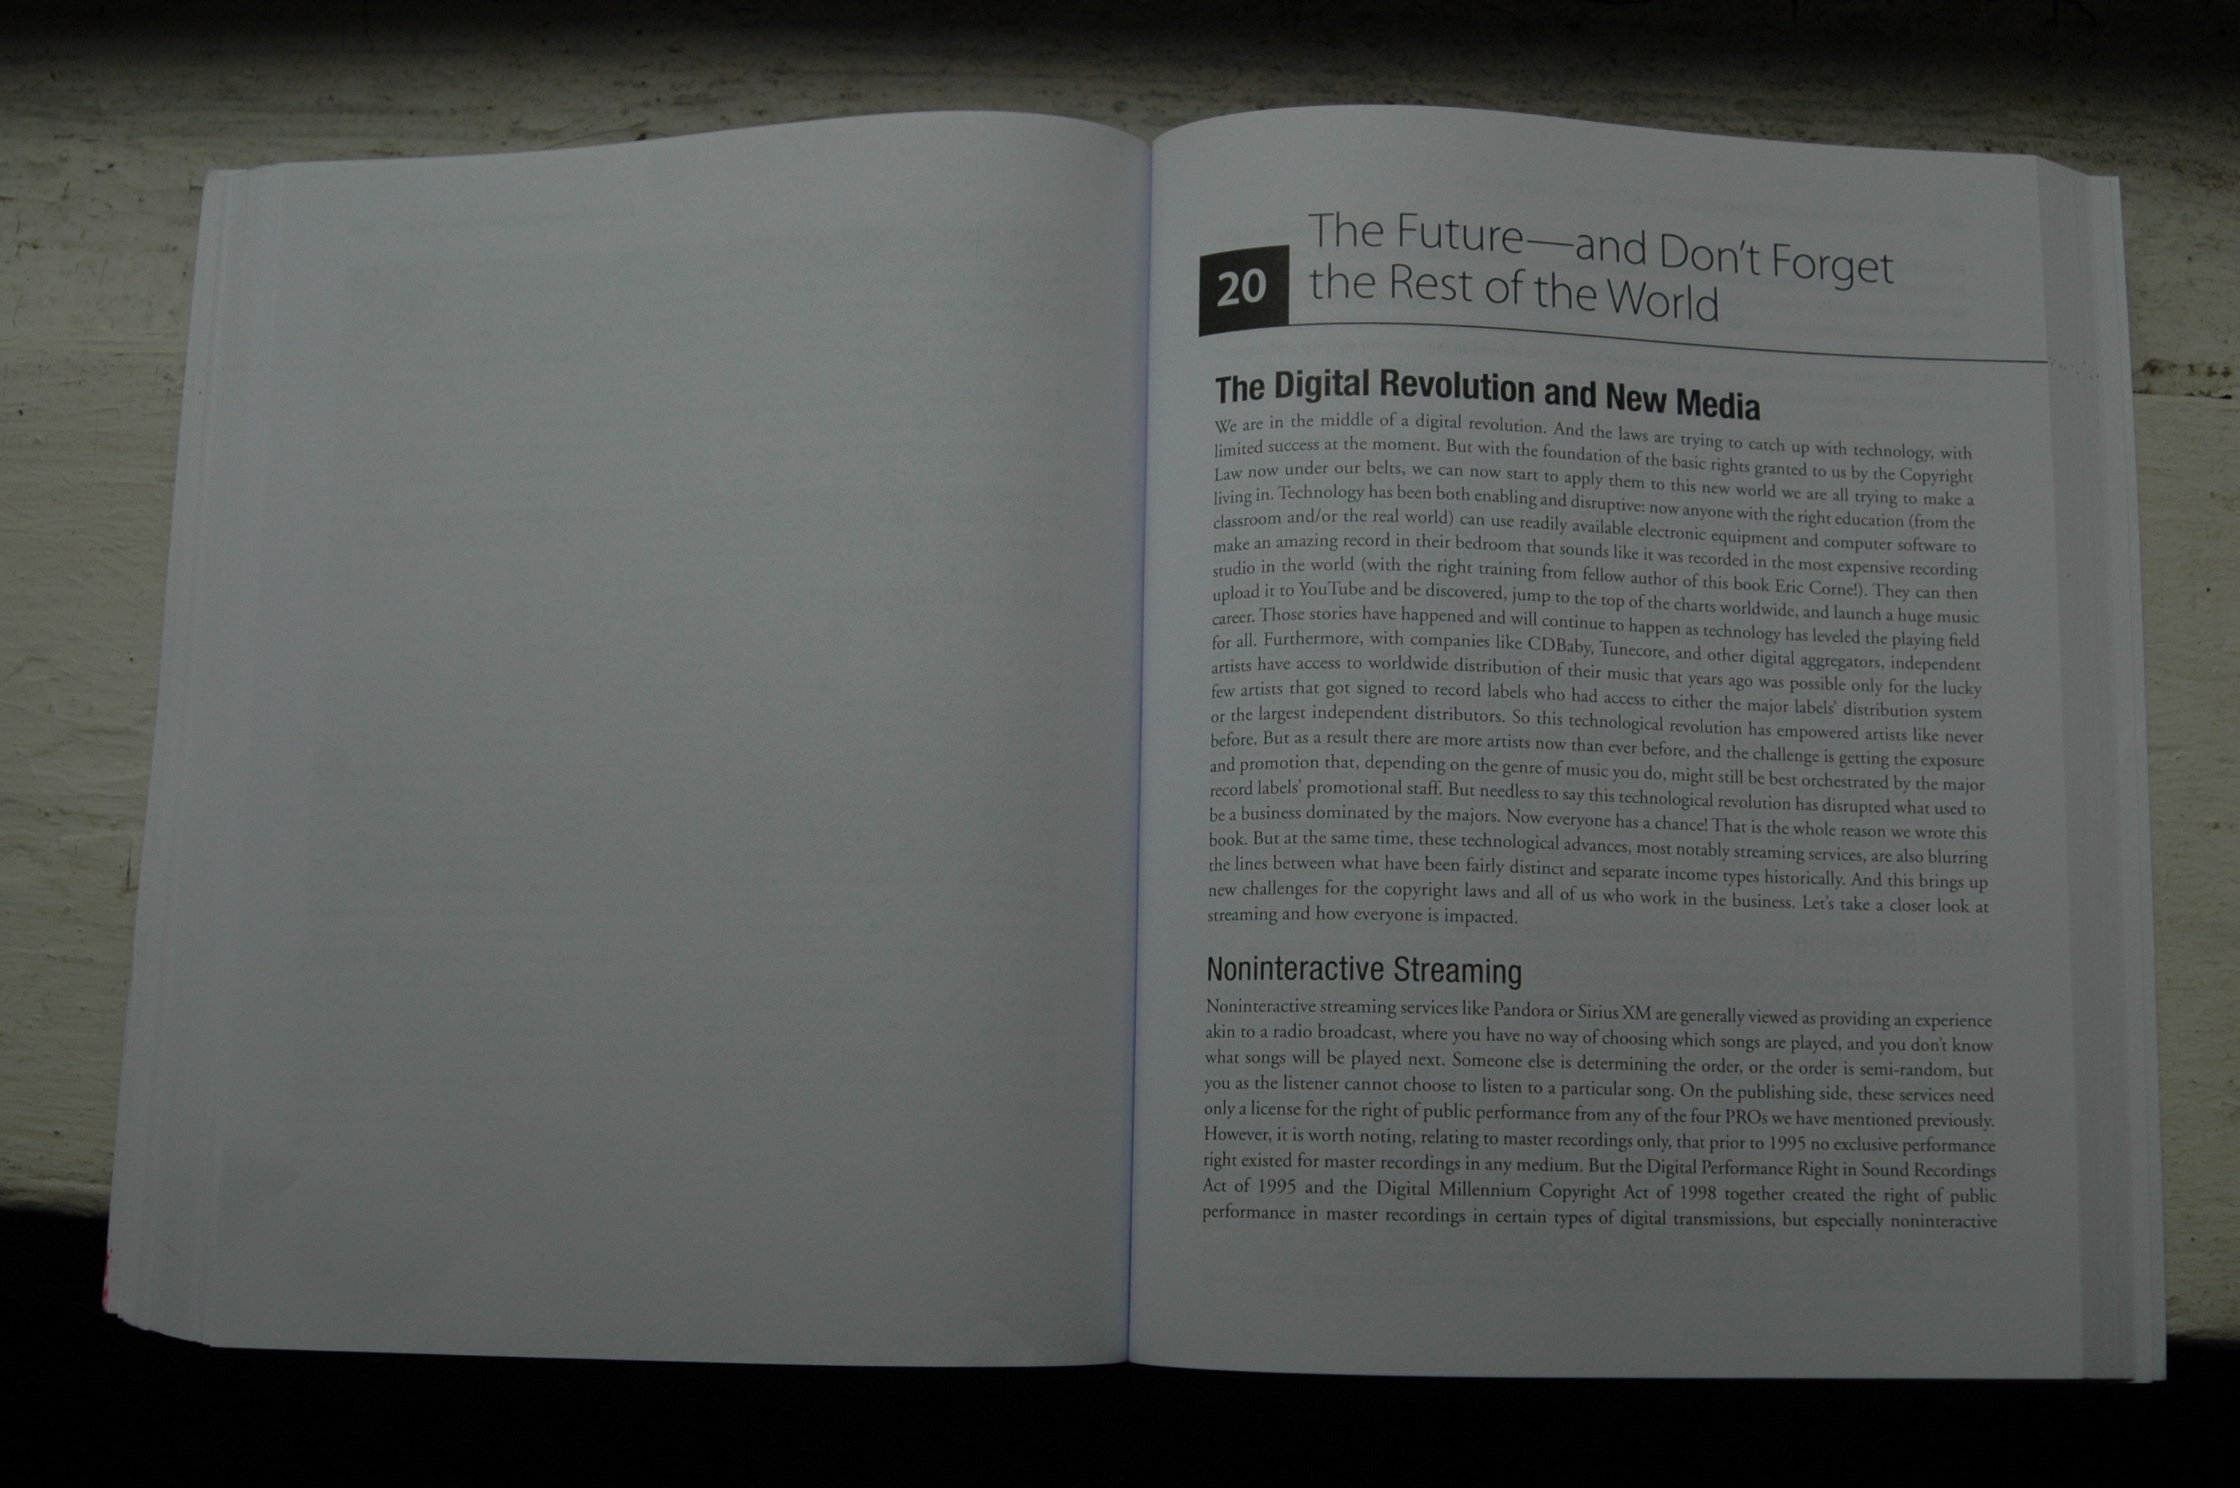 20
The Future—and Don't Forget
the Rest of the World
The Digital Revolution and New Media
We are in the middle of a digital revolution. And the laws are trying to catch up with technology, with
limited success at the moment. But with the foundation of the basic rights granted to us by the Copyright
Law now under our belts, we can now start to apply them to this new world we are all trying to make a
living in. Technology has been both enabling and disruptive: now anyone with the right education (from the
classroom and/or the real world) can use readily available electronic equipment and computer software to
make an amazing record in their bedroom that sounds like it was recorded in the most expensive recording
studio in the world (with the right training from fellow author of this book Eric Corne!). They can then
upload it to YouTube and be discovered, jump to the top of the charts worldwide, and launch a huge music
career. Those stories have happened and will continue to happen as technology has leveled the playing field
for all. Furthermore, with companies like CDBaby, Tunecore, and other digital aggregators, independent
artists have access to worldwide distribution of their music that years ago was possible only for the lucky
few artists that got signed to record labels who had access to either the major labels' distribution system
or the largest independent distributors. So this technological revolution has empowered artists like never
before. But as a result there are more artists now than ever before, and the challenge is getting the exposure
and promotion that, depending on the genre of music you do, might still be best orchestrated by the major
record labels' promotional staff. But needless to say this technological revolution has disrupted what used to
be a business dominated by the majors. Now everyone has a chance! That is the whole reason we wrote this
book. But at the same time, these technological advances, most notably streaming services, are also blurring
the lines between what have been fairly distinct and separate income types historically. And this brings up
new challenges for the copyright laws and all of us who work in the business. Let's take a closer look at
streaming and how everyone is impacted.
Noninteractive Streaming
Noninteractive streaming services like Pandora or Sirius XM are generally viewed as providing an experience
akin to a radio broadcast, where you have no way of choosing which songs are played, and you don't know
what songs will be played next. Someone else is determining the order, or the order is semi-random, but
you as the listener cannot choose to listen to a particular song. On the publishing side, these services need
only a license for the right of public performance from any of the four PROs we have mentioned previously.
However, it is worth noting, relating to master recordings only, that prior to 1995 no exclusive performance
right existed for master recordings in any medium. But the Digital Performance Right in Sound Recordings
Act of 1995 and the Digital Millennium Copyright Act of 1998 together created the right of public
performance in master recordings in certain types of digital transmissions, but especially noninteractive